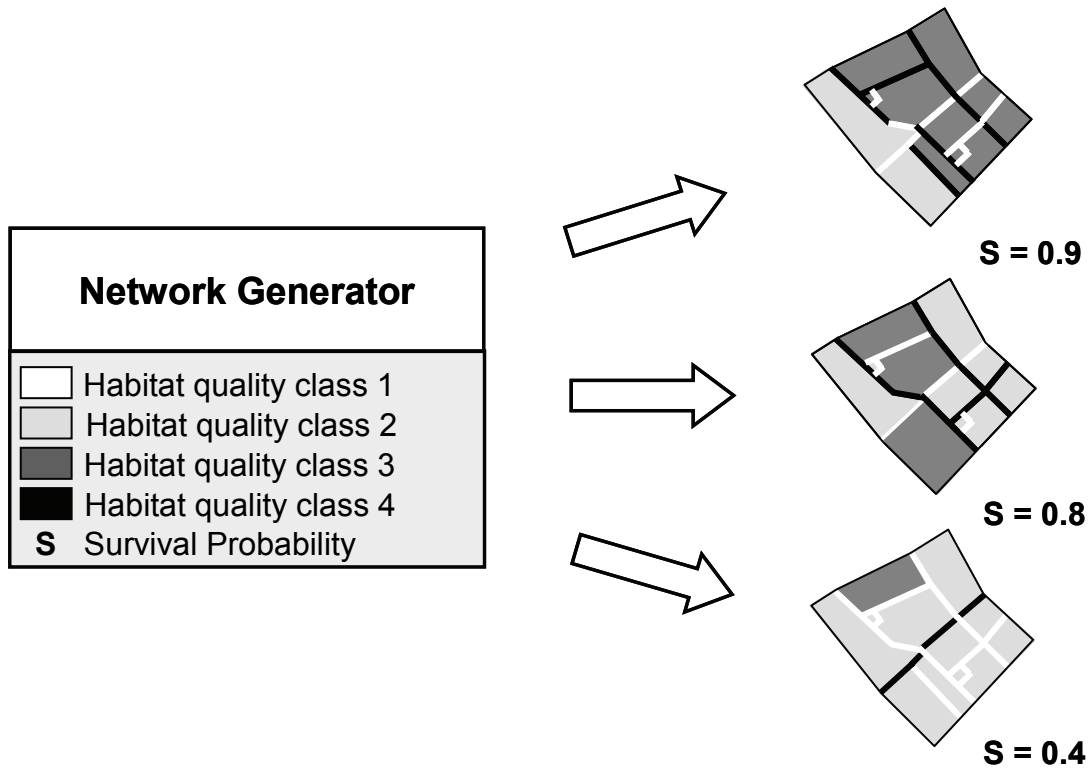 Network Generator
Habitat quality class 1
Habitat quality class 2
Habitat quality class 3
Habitat quality class 4
S Survival Probability
S = 0.9
S = 0.8
S = 0.4